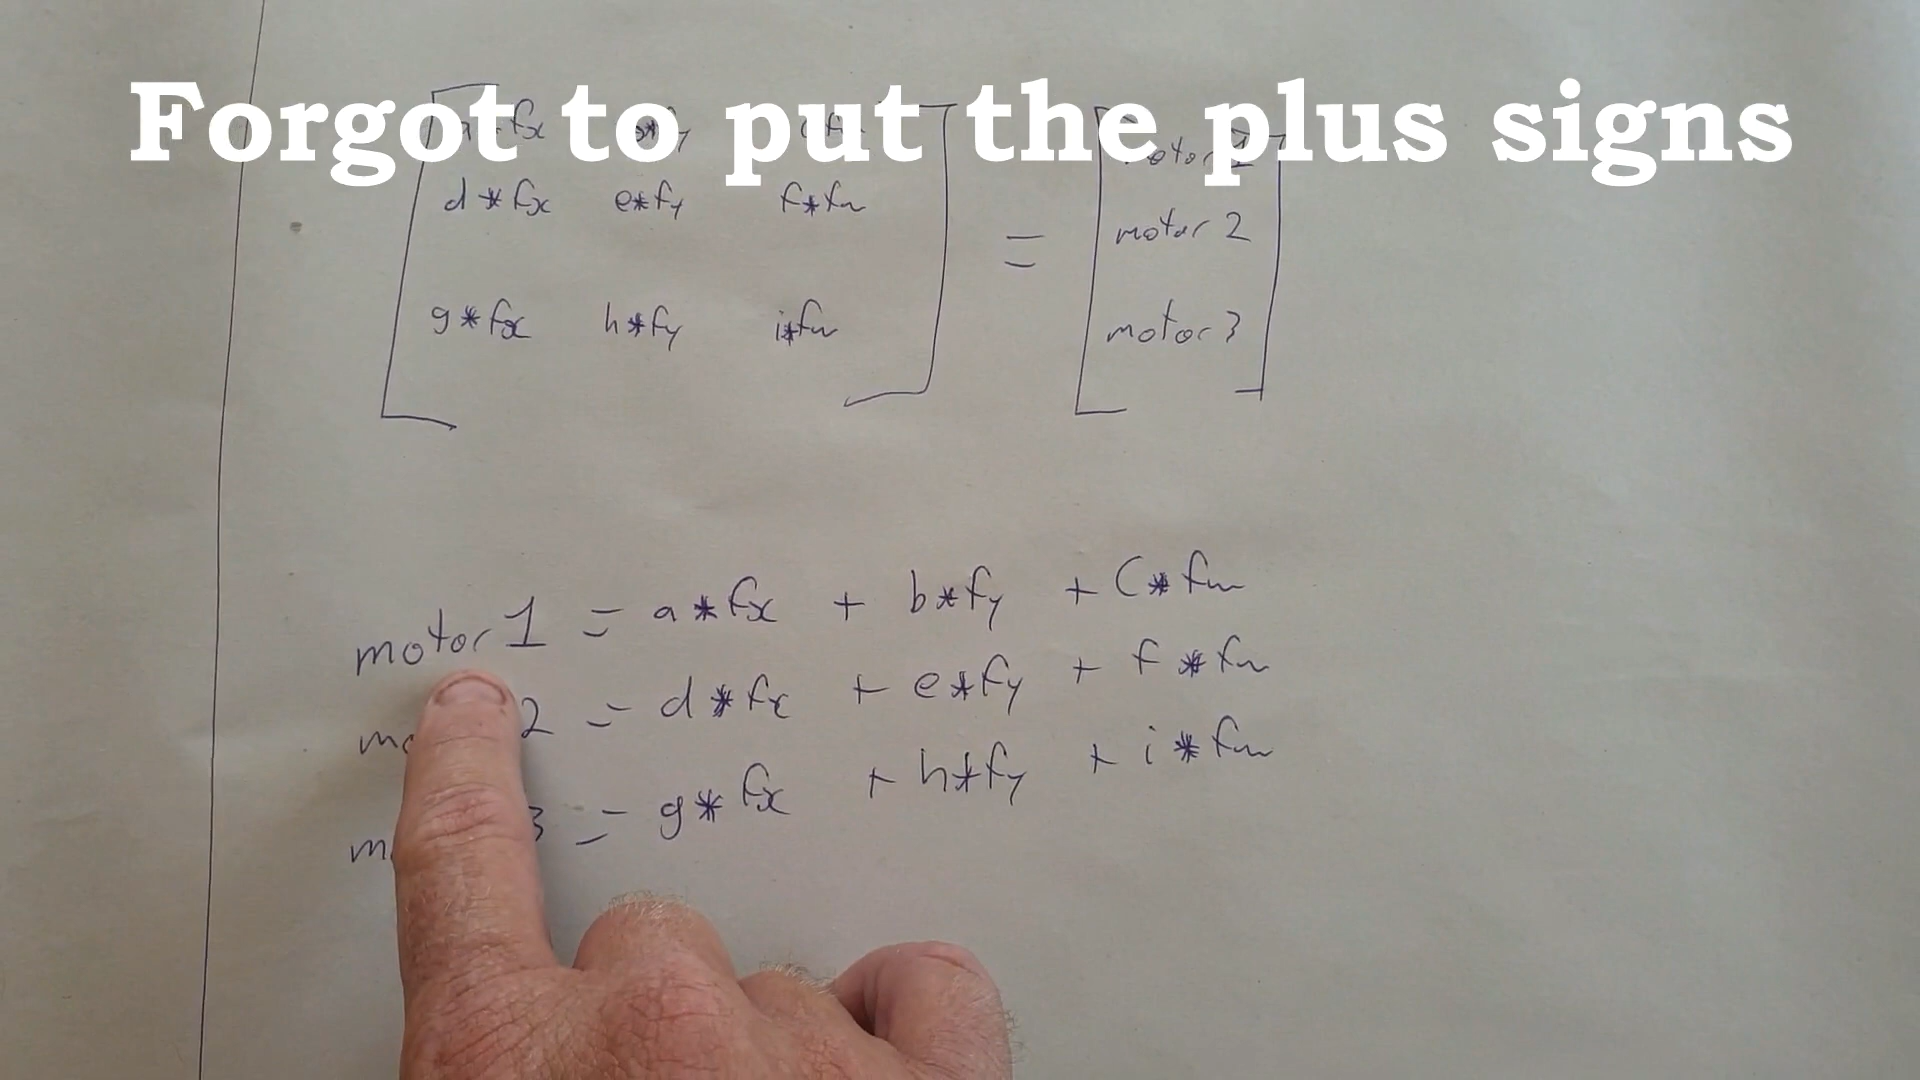 Forgot to put the plus signs
d*fx e*fy f*fw
motor 2
g*fx h*fy i*fw
motor 3
=
motor 1 = a*fx + b*fy + C*fw
2 = d*fx + e*fy + f*fw
3 = g*fx + h*fy + i*fw